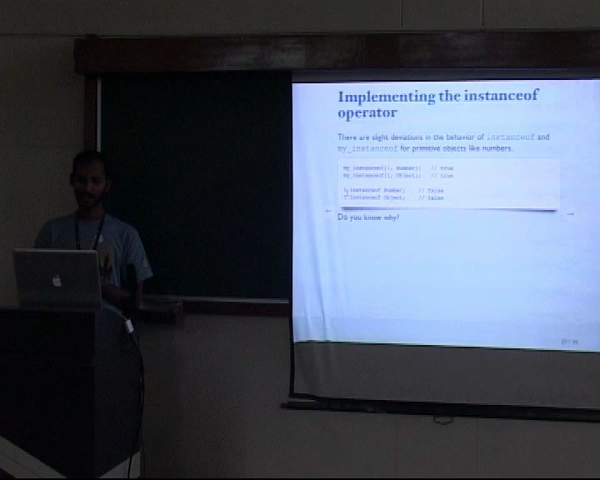 Implementing the instanceof
operator
There are slight deviations in the behavior of instanceof and
my_instanceof for primitive objects like numbers.
my_instanceof(1, Number); // true
my_instanceof(1, Object); // true
1 instanceof Number; // false
1 instanceof Object; // false
Do you know why?